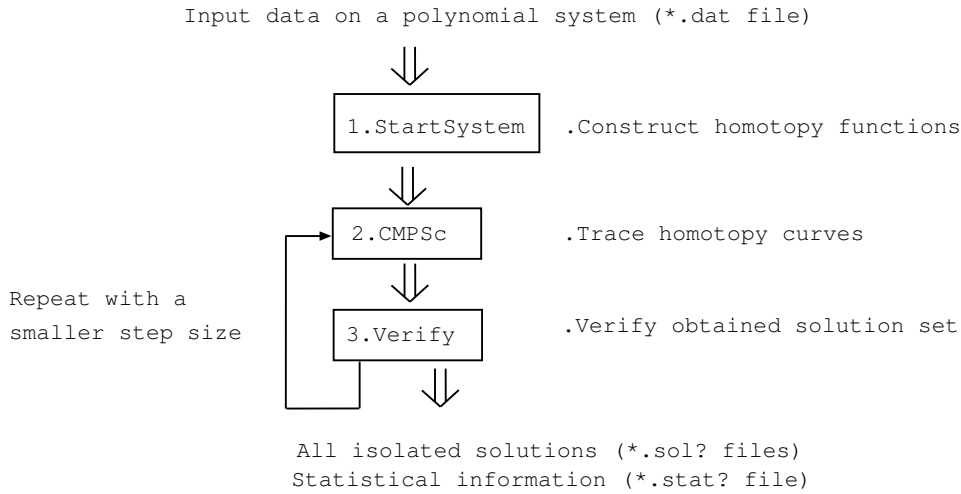 Input data on a polynomial system (*.dat file)
1.StartSystem
.Construct homotopy functions
2.CMPSc
.Trace homotopy curves
Repeat with a
smaller step size
3.Verify
.Verify obtained solution set
All isolated solutions (*.sol? files)
Statistical information (*.stat? file)